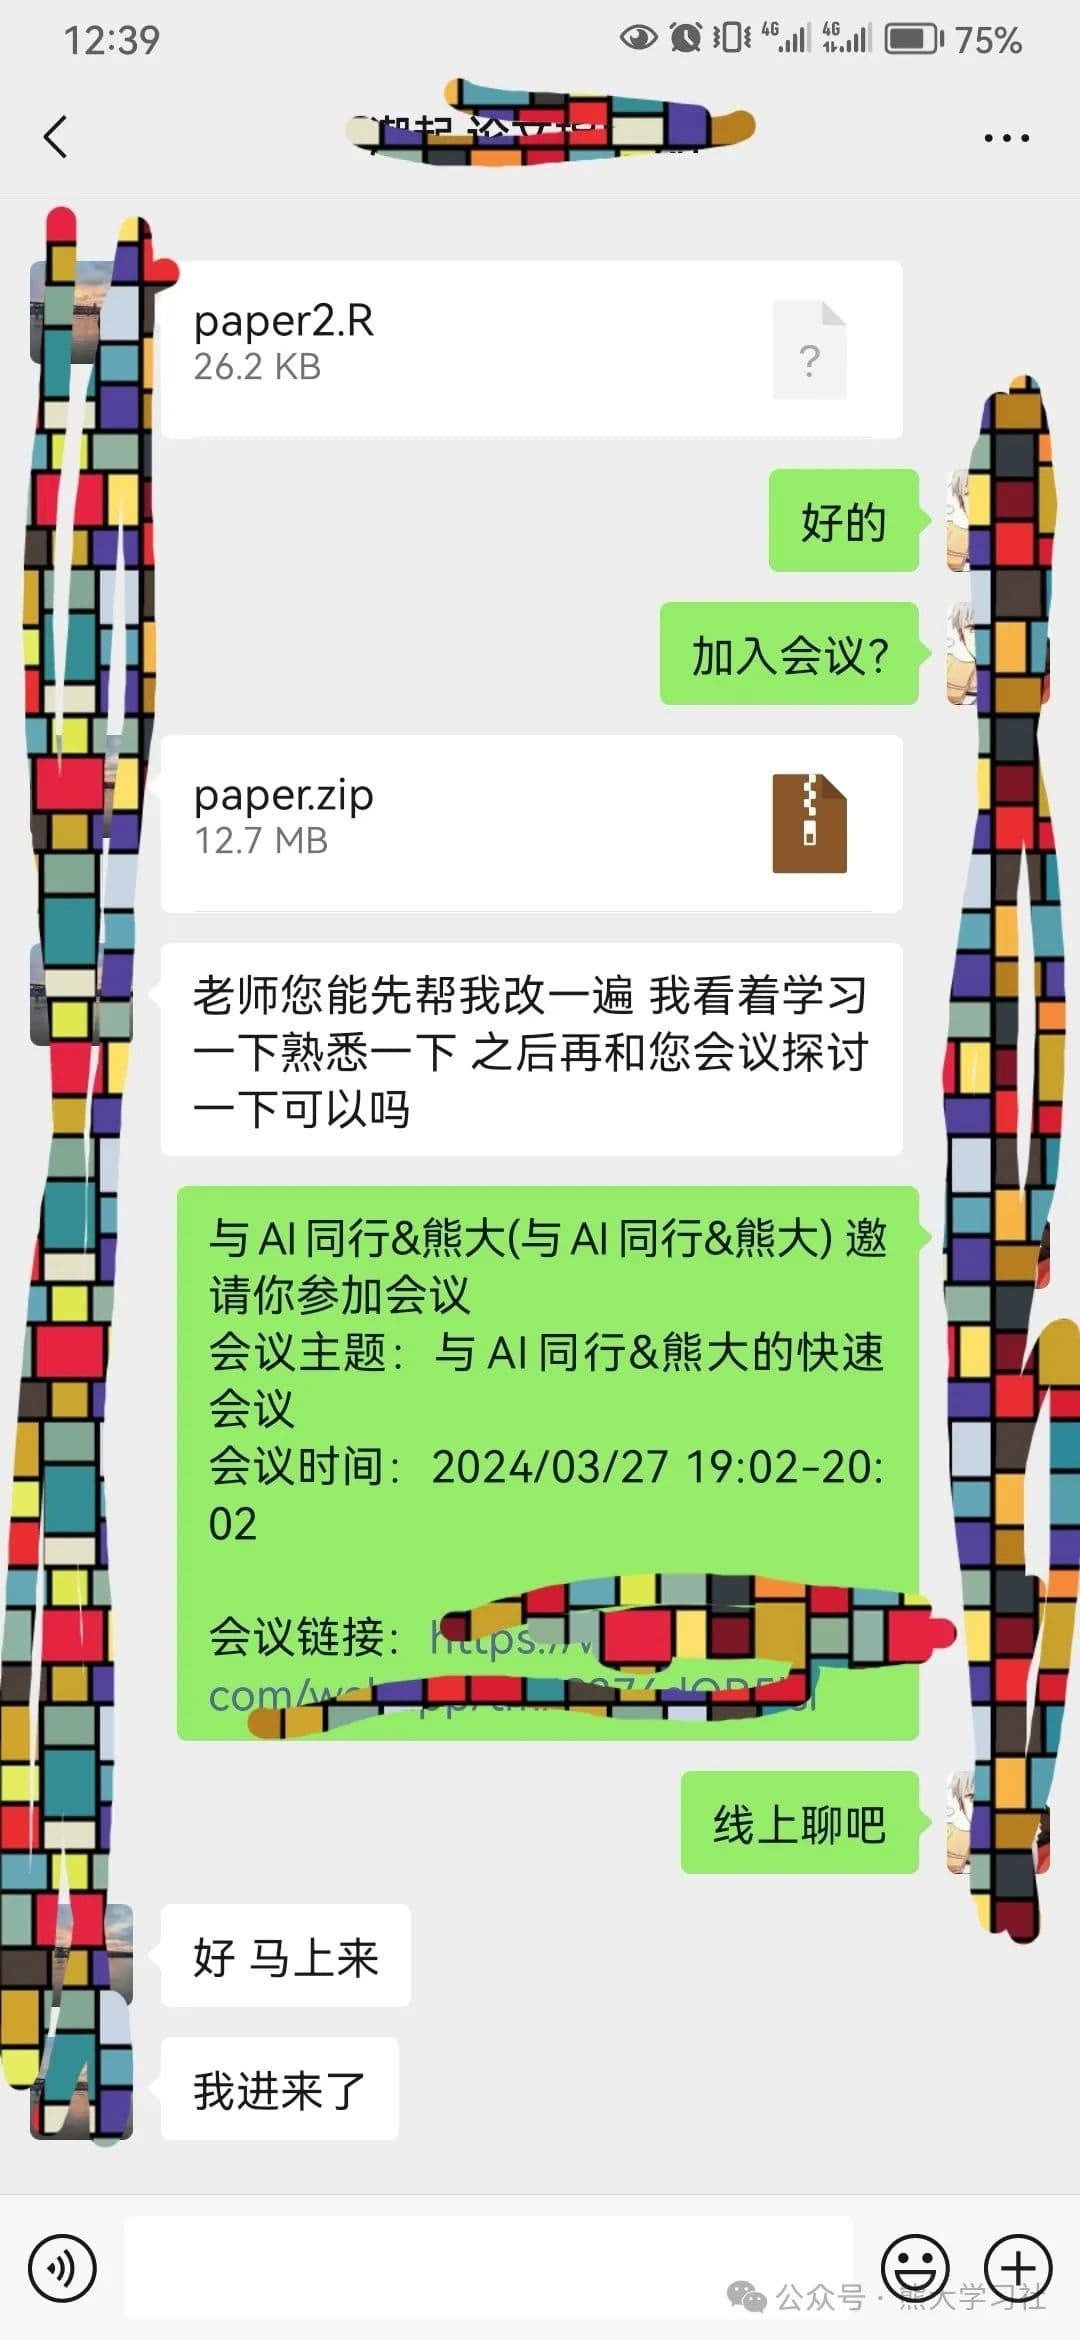 12:39
4G
4G
75%
paper2.R
26.2 KB
?
好的
加入会议?
paper.zip
12.7 MB
老师您能先帮我改一遍 我看着学习
一下熟悉一下 之后再和您会议探讨
一下可以吗
与 AI 同行&熊大(与 AI 同行&熊大) 邀
请你参加会议
会议主题：与 AI 同行&熊大的快速
会议
会议时间：2024/03/27 19:02-20:
02
会议链接：https://
com/
线上聊吧
好 马上来
我进来了
公众号 · 熊大学习社